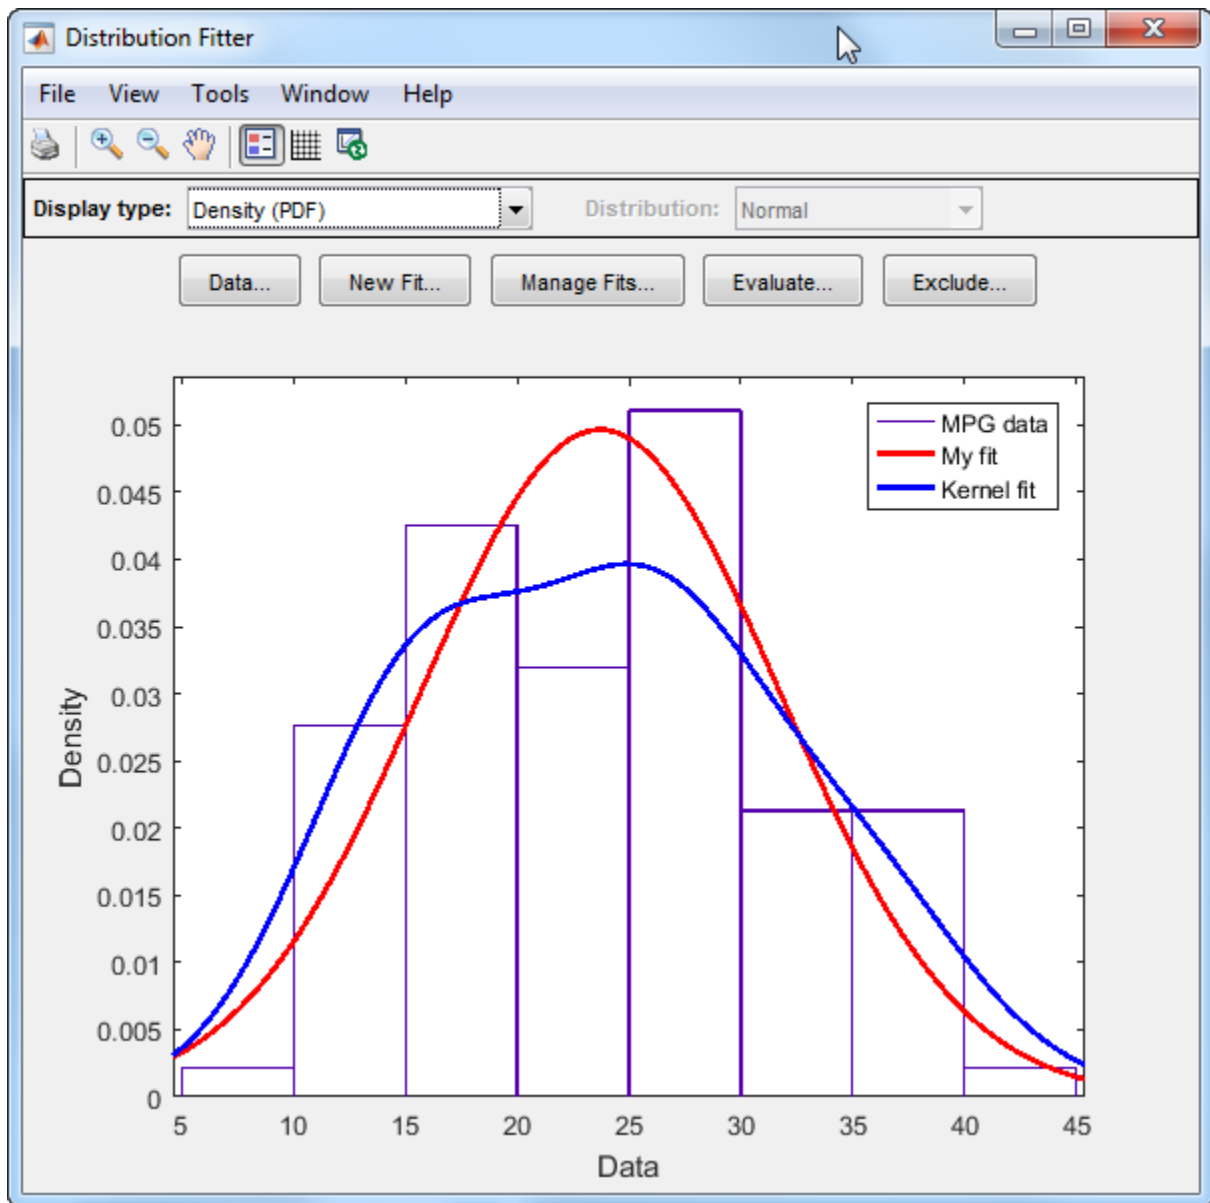 Distribution Fitter
File View Tools Window Help
Display type: Density (PDF) Distribution: Normal
Data... New Fit... Manage Fits... Evaluate... Exclude...
MPG data
My fit
Kernel fit
0.05
0.045
0.04
0.035
0.03
0.025
0.02
0.015
0.01
0.005
0
Density
5 10 15 20 25 30 35 40 45
Data